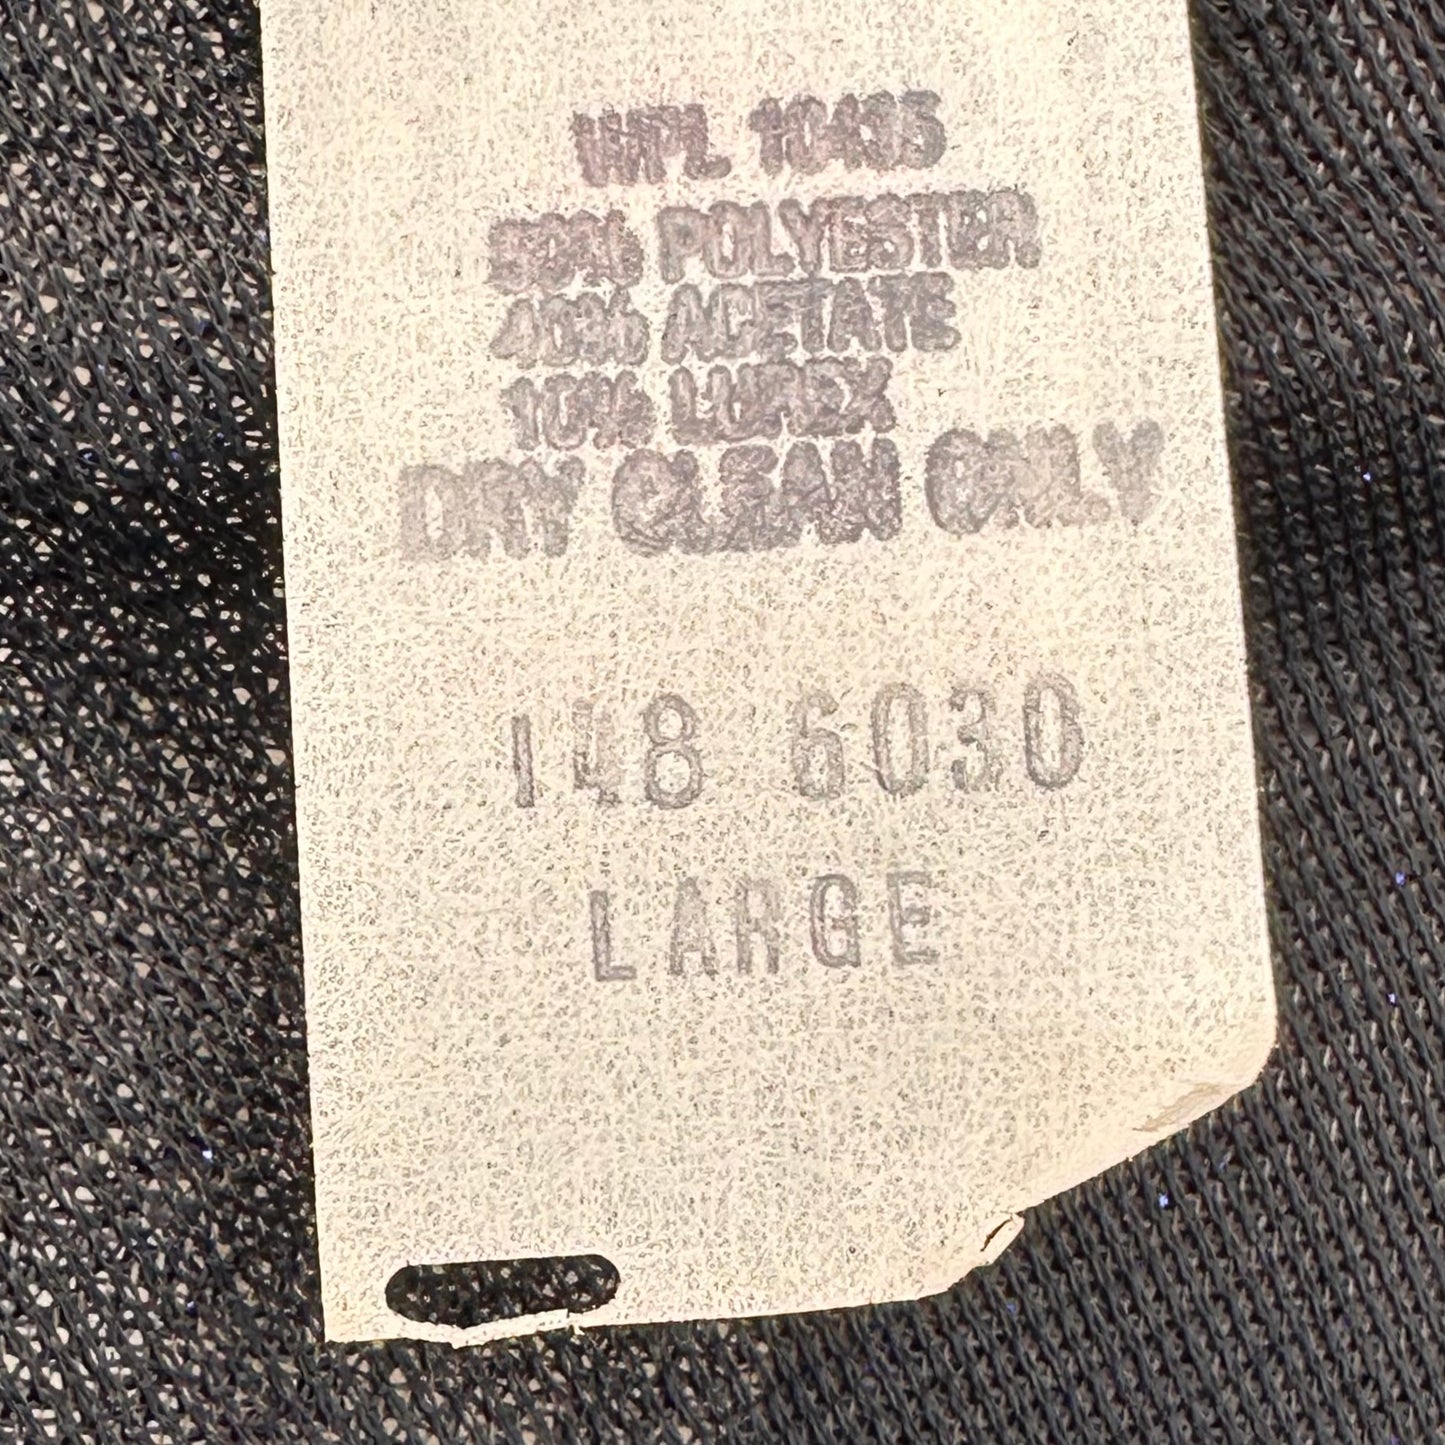 WPL 10435
50% POLYESTER
40% ACETATE
10% LUREX
DRY CLEAN ONLY
148 6030
LARGE